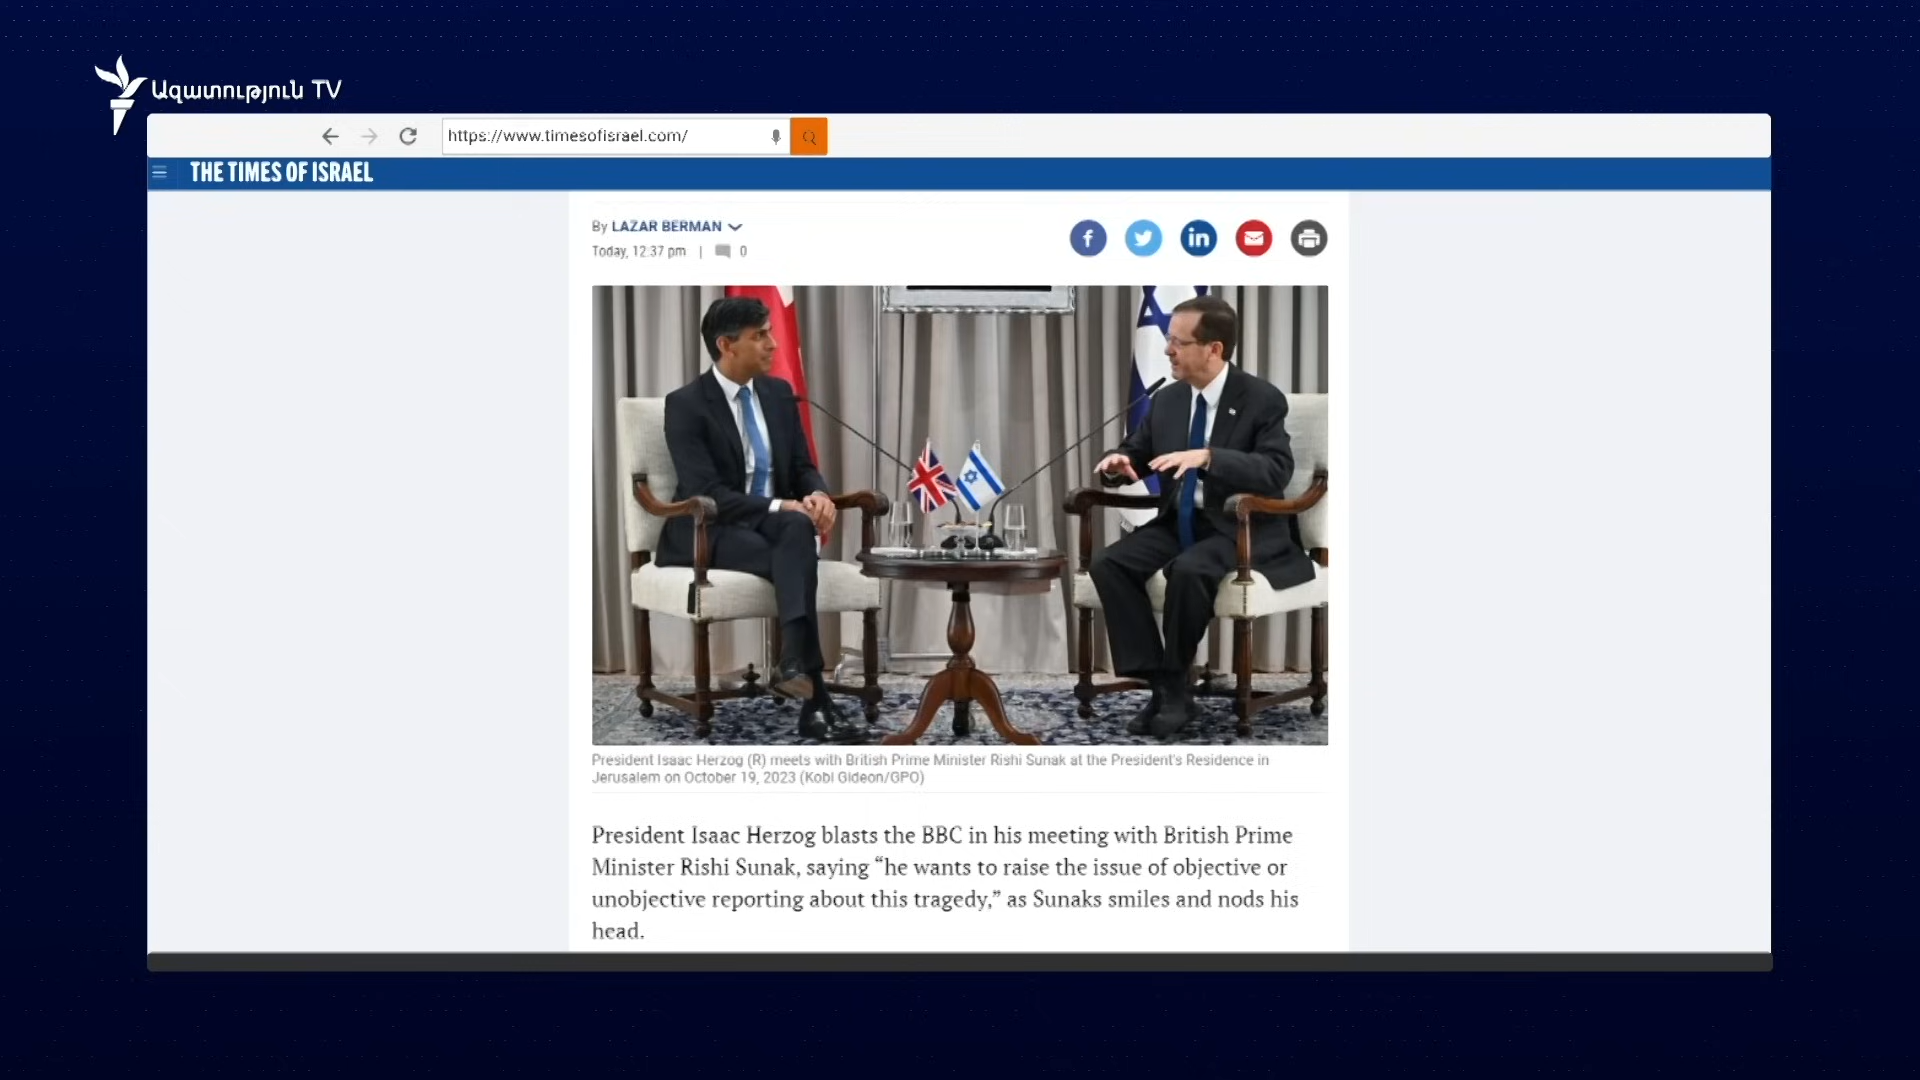 Ազատություն TV
https://www.timesofisrael.com/
THE TIMES OF ISRAEL
By LAZAR BERMAN
Today, 12:37 pm | 0
President Isaac Herzog (R) meets with British Prime Minister Rishi Sunak at the President's Residence in
Jerusalem on October 19, 2023 (Kobi Gideon/GPO)
President Isaac Herzog blasts the BBC in his meeting with British Prime
Minister Rishi Sunak, saying “he wants to raise the issue of objective or
unobjective reporting about this tragedy,” as Sunaks smiles and nods his
head.